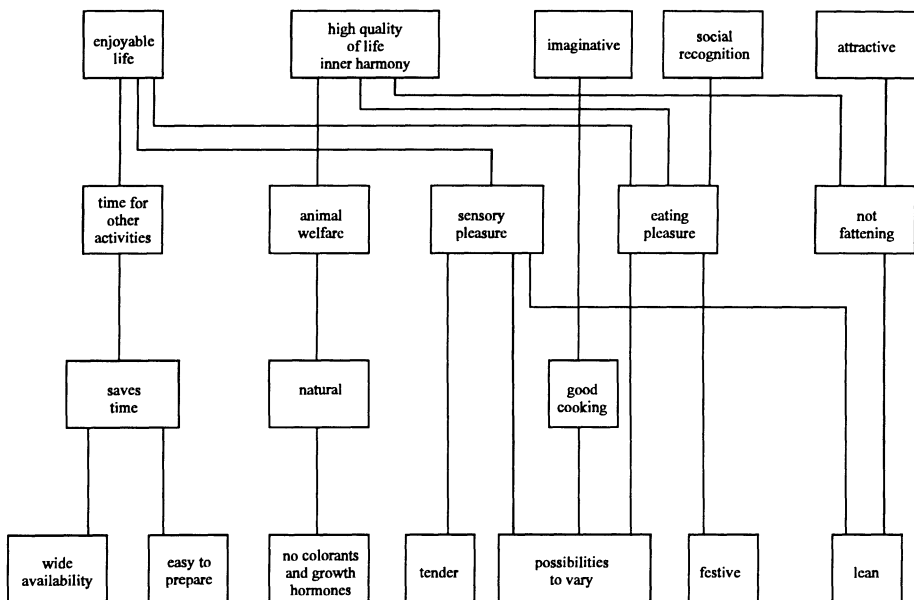 enjoyable
life
high quality
of life
inner harmony
imaginative
social
recognition
attractive
time for
other
activities
animal
welfare
sensory
pleasure
eating
pleasure
not
fattening
saves
time
natural
good
cooking
wide
availability
easy to
prepare
no colorants
and growth
hormones
tender
possibilities
to vary
festive
lean